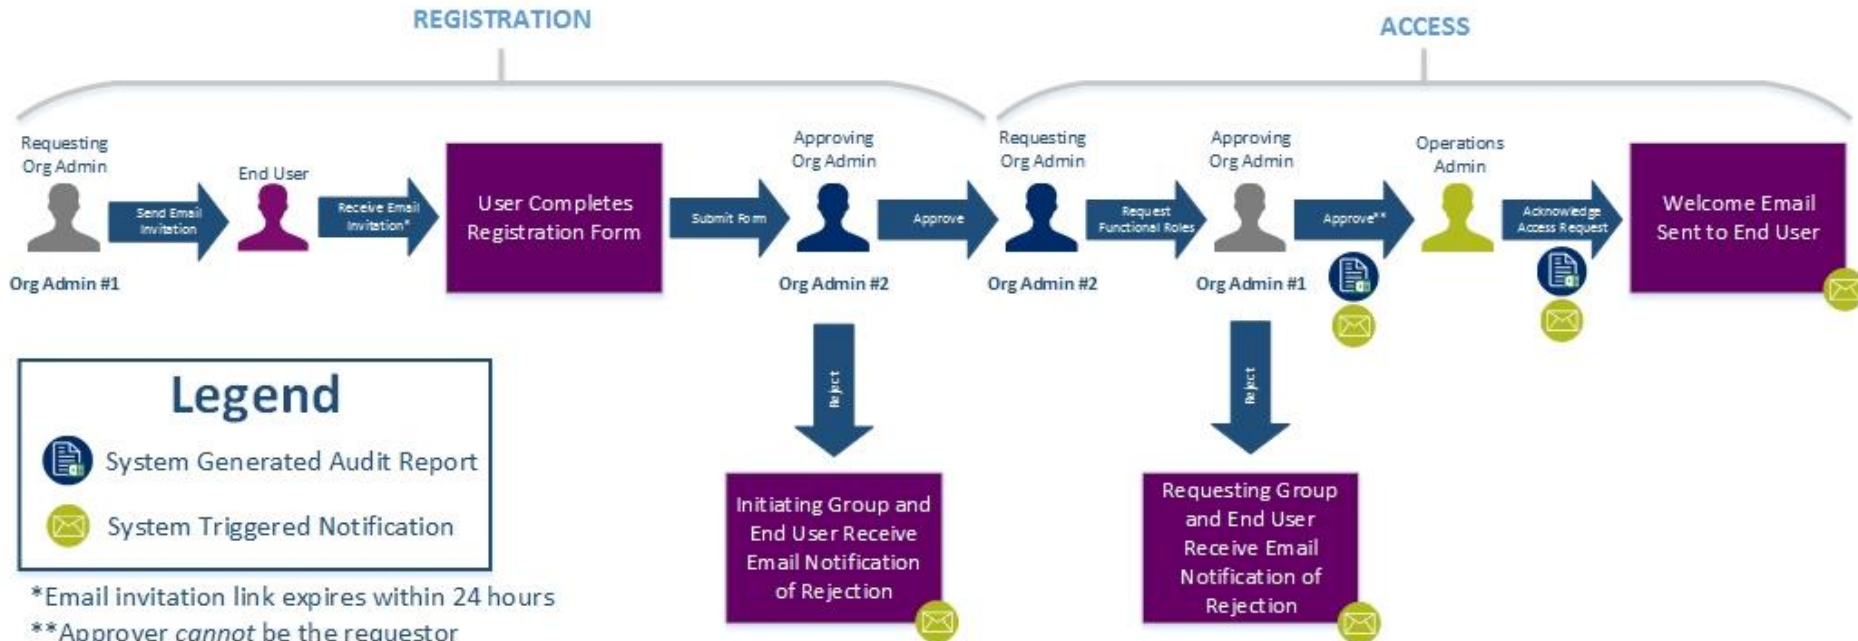 REGISTRATION
ACCESS
Requesting
Org Admin
Org Admin #1
Send Email
Invitation
End User
Receive Email
Invitation*
User Completes
Registration Form
Submit Form
Approving
Org Admin
Org Admin #2
Approve
Requesting
Org Admin
Org Admin #2
Request
Functional Roles
Approving
Org Admin
Org Admin #1
Approve**
Operations
Admin
Acknowledge
Access Request
Welcome Email
Sent to End User
Reject
Initiating Group and
End User Receive
Email Notification
of Rejection
Reject
Requesting Group
and End User
Receive Email
Notification of
Rejection
Legend
System Generated Audit Report
System Triggered Notification
*Email invitation link expires within 24 hours
**Approver cannot be the requestor